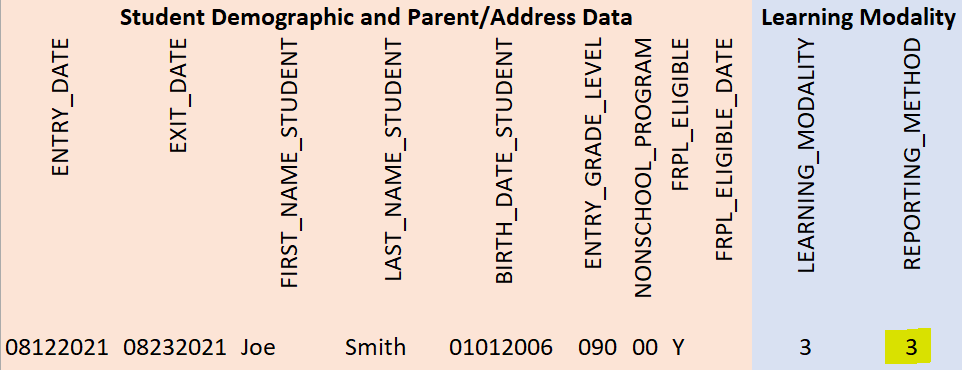 Student Demographic and Parent/Address Data Learning Modality
ENTRY_DATE
EXIT_DATE
FIRST_NAME_STUDENT
LAST_NAME_STUDENT
BIRTH_DATE_STUDENT
ENTRY_GRADE_LEVEL
NONSCHOOL_PROGRAM
FRPL_ELIGIBLE
FRPL_ELIGIBLE_DATE
LEARNING_MODALITY
REPORTING_METHOD
08122021 08232021 Joe Smith 01012006 090 00 Y 3 3